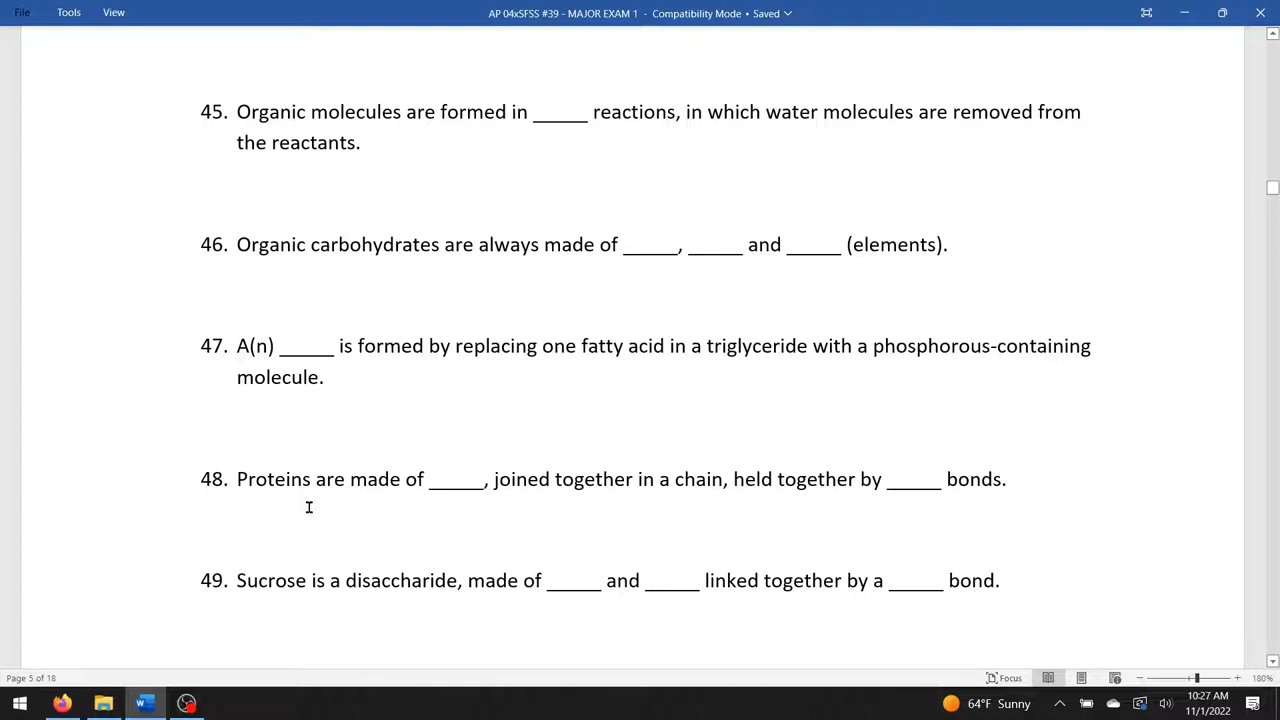 File Tools View AP 04xSFSS #39 - MAJOR EXAM 1 - Compatibility Mode • Saved
45. Organic molecules are formed in _____ reactions, in which water molecules are removed from
the reactants.
46. Organic carbohydrates are always made of _____, _____ and _____ (elements).
47. A(n) _____ is formed by replacing one fatty acid in a triglyceride with a phosphorous-containing
molecule.
48. Proteins are made of _____, joined together in a chain, held together by _____ bonds.
49. Sucrose is a disaccharide, made of _____ and _____ linked together by a _____ bond.
Page 5 of 18 Focus 180%
64°F Sunny 10:27 AM
11/1/2022